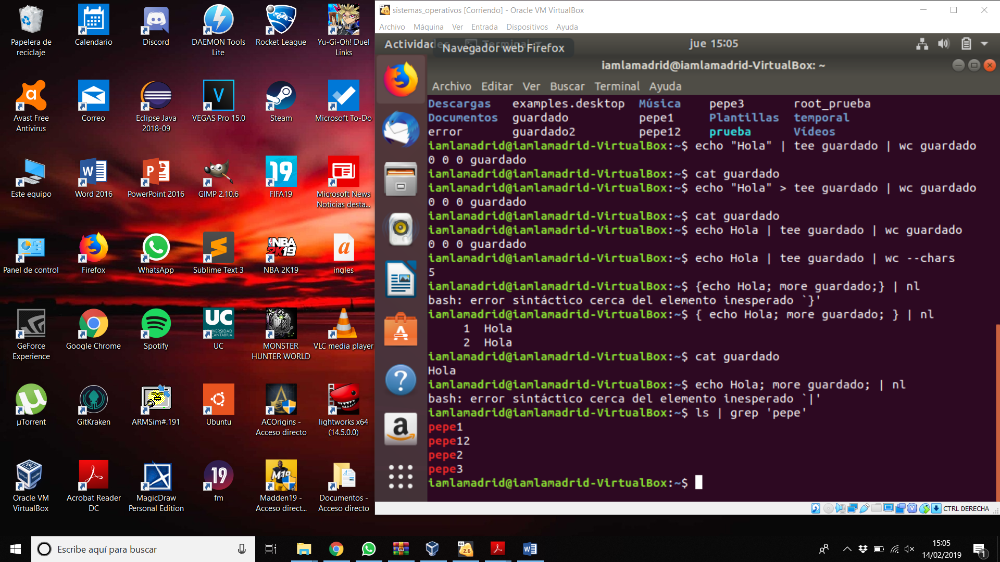 Papelera de
reciclaje
Calendario
Discord
DAEMON Tools
Lite
Rocket League
Yu-Gi-Oh! Duel
Links
Avast Free
Antivirus
Correo
Eclipse Java
2018-09
VEGAS Pro 15.0
Steam
Microsoft To-Do
Este equipo
Word 2016
PowerPoint 2016
GIMP 2.10.6
19
FIFA19
Microsoft News
Noticias desta...
Panel de control
Firefox
WhatsApp
Sublime Text 3
NBA
2K19
NBA 2K19
ingles
GeForce
Experience
Google Chrome
Spotify
UC
UNIVERSIDAD
DE CANTABRIA
UC
MONSTER
HUNTER WORLD
VLC media player
µTorrent
GitKraken
ARMSim#.191
Ubuntu
ACOrigins -
Acceso directo
lightworks x64
(14.5.0.0)
Oracle VM
VirtualBox
Acrobat Reader
DC
MagicDraw
Personal Edition
19
fm
Madden19 -
Acceso direct...
Documentos -
Acceso directo
sistemas_operativos [Corriendo] - Oracle VM VirtualBox
Archivo Máquina Ver Entrada Dispositivos Ayuda
Actividades Terminal
Navegador web Firefox
jue 15:05
iamlamadrid@iamlamadrid-VirtualBox: ~
Archivo Editar Ver Buscar Terminal Ayuda
Descargas examples.desktop Música pepe3 root_prueba
Documentos guardado pepe1 Plantillas temporal
error guardado2 pepe12 prueba Vídeos
iamlamadrid@iamlamadrid-VirtualBox:~$ echo "Hola" | tee guardado | wc guardado
0 0 0 guardado
iamlamadrid@iamlamadrid-VirtualBox:~$ cat guardado
iamlamadrid@iamlamadrid-VirtualBox:~$ echo "Hola" > tee guardado | wc guardado
0 0 0 guardado
iamlamadrid@iamlamadrid-VirtualBox:~$ cat guardado
iamlamadrid@iamlamadrid-VirtualBox:~$ echo Hola | tee guardado | wc guardado
0 0 0 guardado
iamlamadrid@iamlamadrid-VirtualBox:~$ echo Hola | tee guardado | wc --chars
5
iamlamadrid@iamlamadrid-VirtualBox:~$ {echo Hola; more guardado;} | nl
bash: error sintáctico cerca del elemento inesperado `}'
iamlamadrid@iamlamadrid-VirtualBox:~$ { echo Hola; more guardado; } | nl
1 Hola
2 Hola
iamlamadrid@iamlamadrid-VirtualBox:~$ cat guardado
Hola
iamlamadrid@iamlamadrid-VirtualBox:~$ echo Hola; more guardado; | nl
bash: error sintáctico cerca del elemento inesperado `|'
iamlamadrid@iamlamadrid-VirtualBox:~$ ls | grep 'pepe'
pepe1
pepe12
pepe2
pepe3
iamlamadrid@iamlamadrid-VirtualBox:~$
CTRL DERECHA
Escribe aquí para buscar
15:05
14/02/2019
1